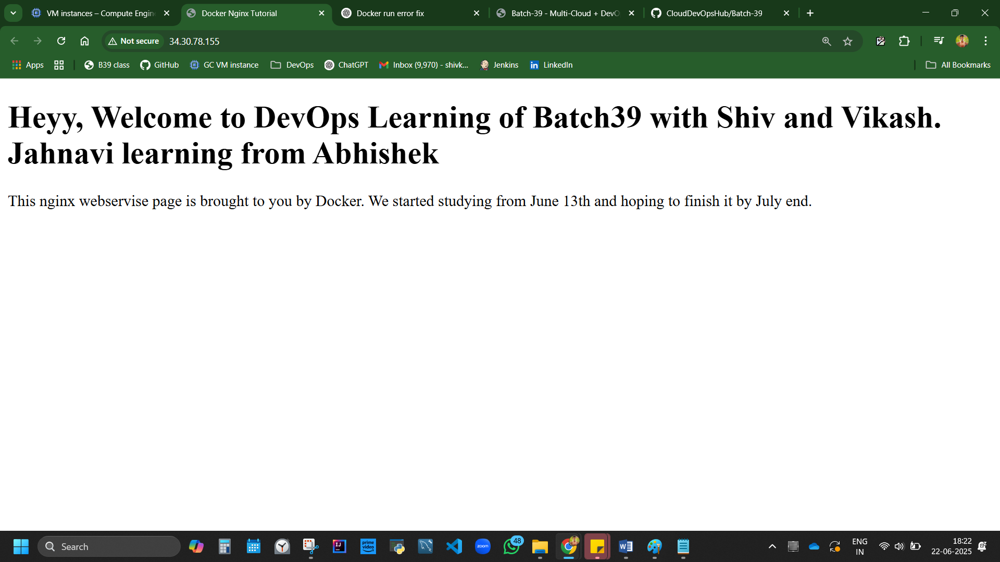 VM instances – Compute Engin
Docker Nginx Tutorial
Docker run error fix
Batch-39 - Multi-Cloud + DevO
CloudDevOpsHub/Batch-39
Not secure
34.30.78.155
Apps
B39 class
GitHub
GC VM instance
DevOps
ChatGPT
Inbox (9,970) - shivk...
Jenkins
LinkedIn
All Bookmarks
Heyy, Welcome to DevOps Learning of Batch39 with Shiv and Vikash.
Jahnavi learning from Abhishek
This nginx webservise page is brought to you by Docker. We started studying from June 13th and hoping to finish it by July end.
Search
IJ
prime
video
zoom
48
W
ENG
IN
18:22
22-06-2025